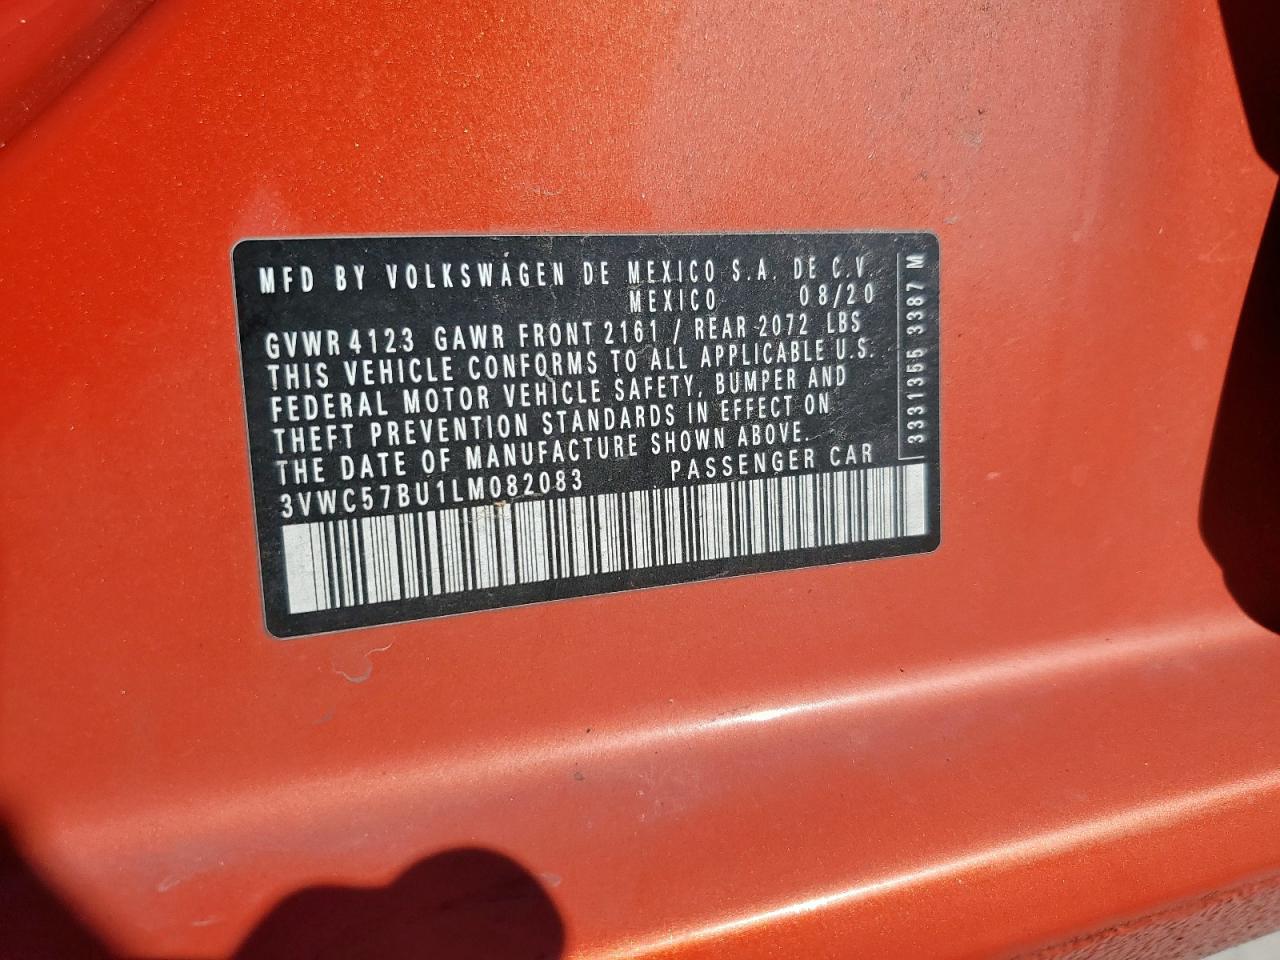 MFD BY VOLKSWAGEN DE MEXICO S.A. DE C.V.
MEXICO 08/20
GVWR 4123 GAWR FRONT 2161 / REAR 2072 LBS
THIS VEHICLE CONFORMS TO ALL APPLICABLE U.S.
FEDERAL MOTOR VEHICLE SAFETY, BUMPER AND
THEFT PREVENTION STANDARDS IN EFFECT ON
THE DATE OF MANUFACTURE SHOWN ABOVE.
3VWC57BU1LM082083 PASSENGER CAR
3331355 3387 M